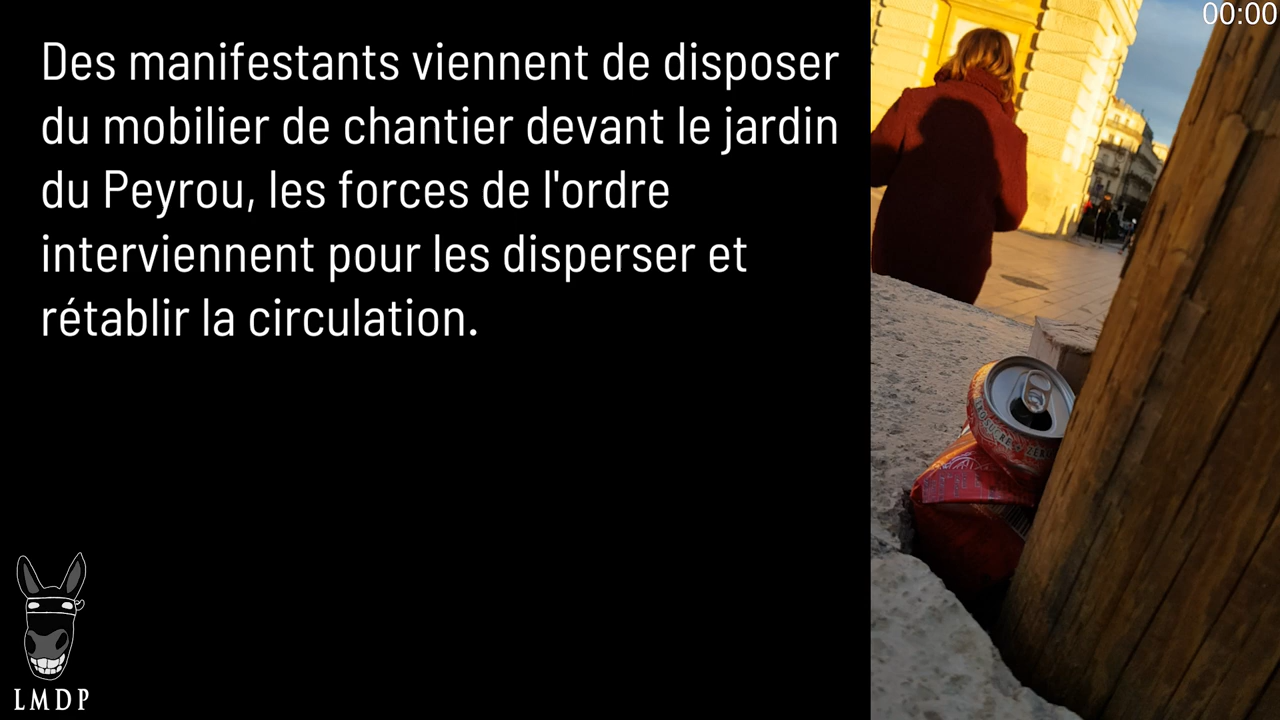 00:00
Des manifestants viennent de disposer
du mobilier de chantier devant le jardin
du Peyrou, les forces de l'ordre
interviennent pour les disperser et
rétablir la circulation.
LMDP